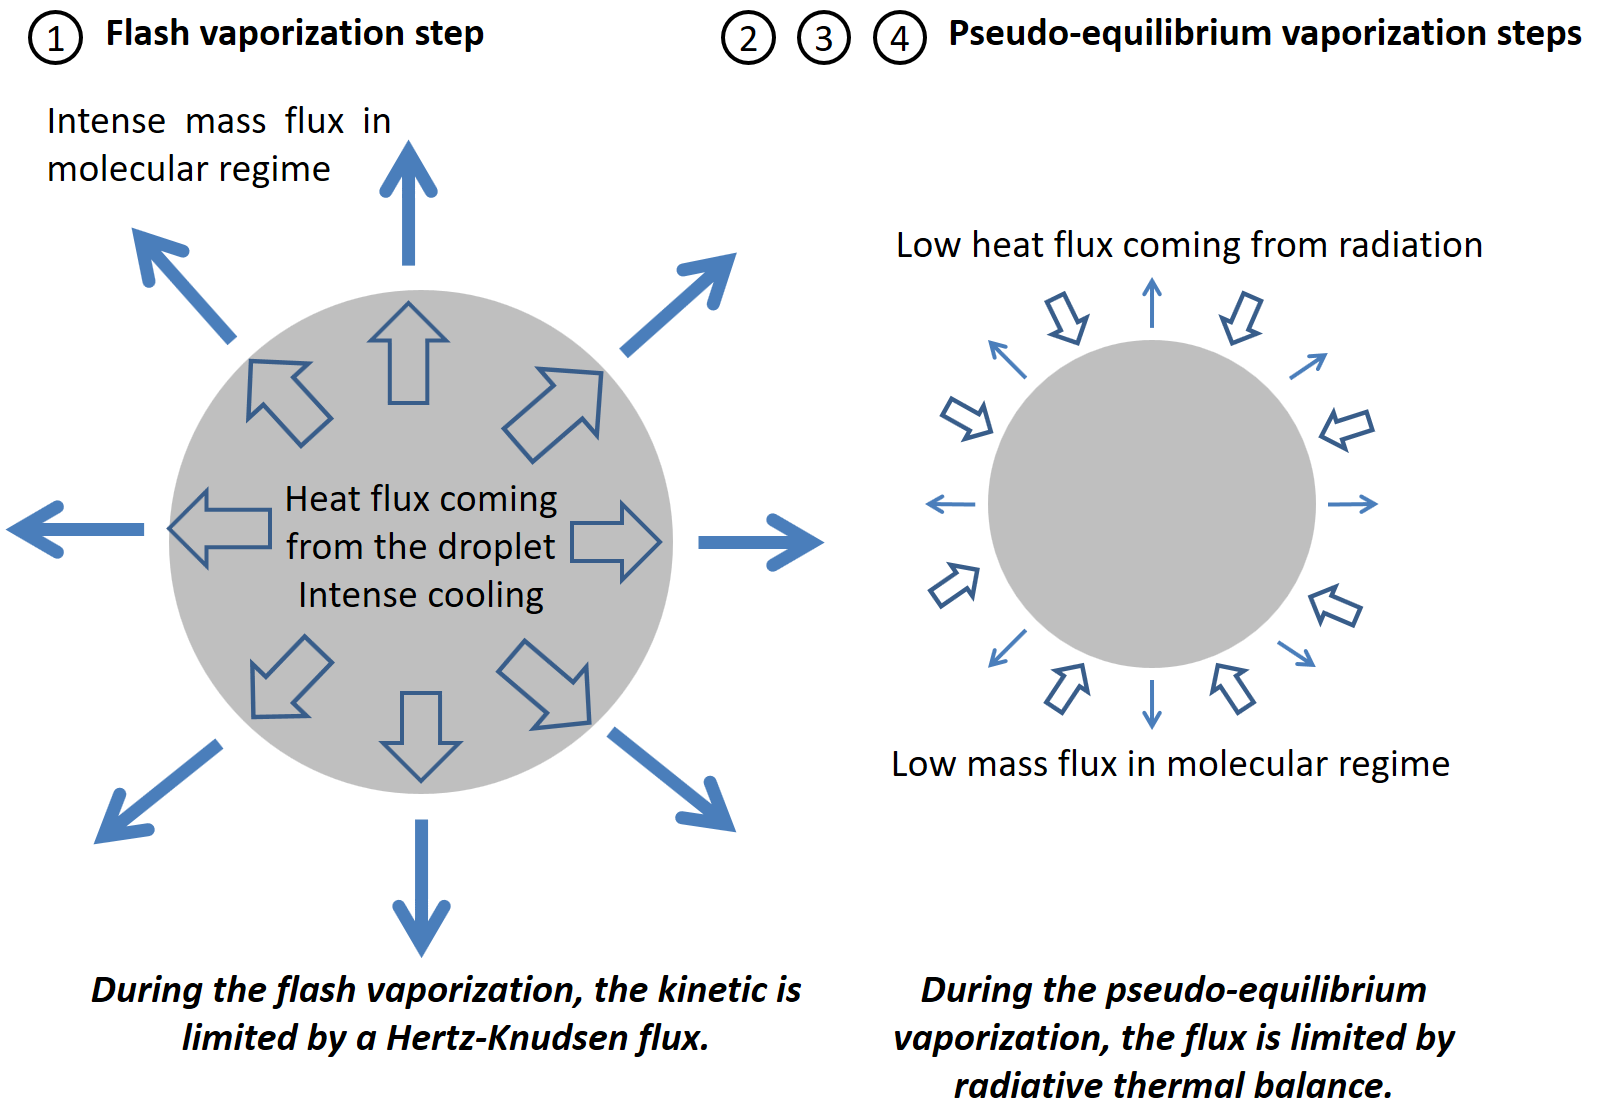 1 Flash vaporization step
2 3 4 Pseudo-equilibrium vaporization steps
Intense mass flux in
molecular regime
Heat flux coming
from the droplet
Intense cooling
Low heat flux coming from radiation
Low mass flux in molecular regime
During the flash vaporization, the kinetic is
limited by a Hertz-Knudsen flux.
During the pseudo-equilibrium
vaporization, the flux is limited by
radiative thermal balance.